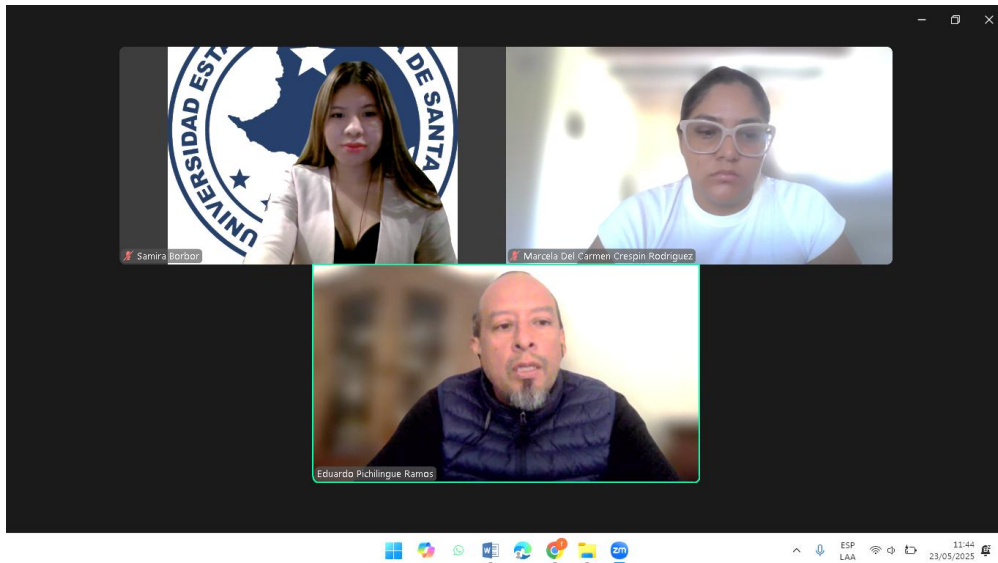 UNIVERSIDAD ESTA
A DE SANTA
Samira Borbor
Marcela Del Carmen Crespin Rodriguez
Eduardo Pichilingue Ramos
zm
ESP
LAA
11:44
23/05/2025